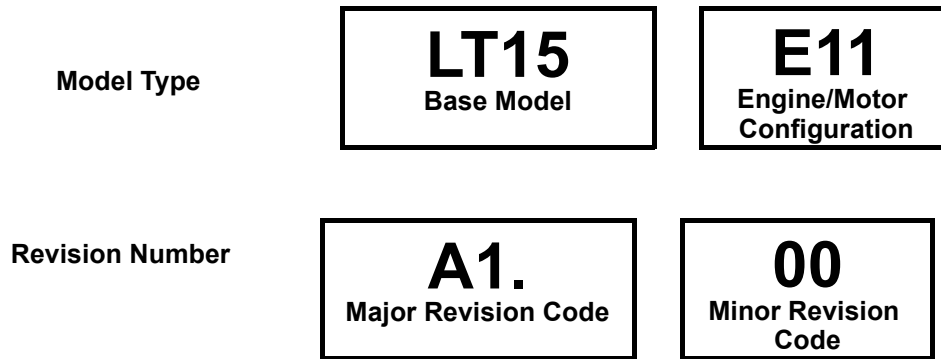 Model Type
LT15
Base Model
E11
Engine/Motor
Configuration
Revision Number
A1.
Major Revision Code
00
Minor Revision
Code